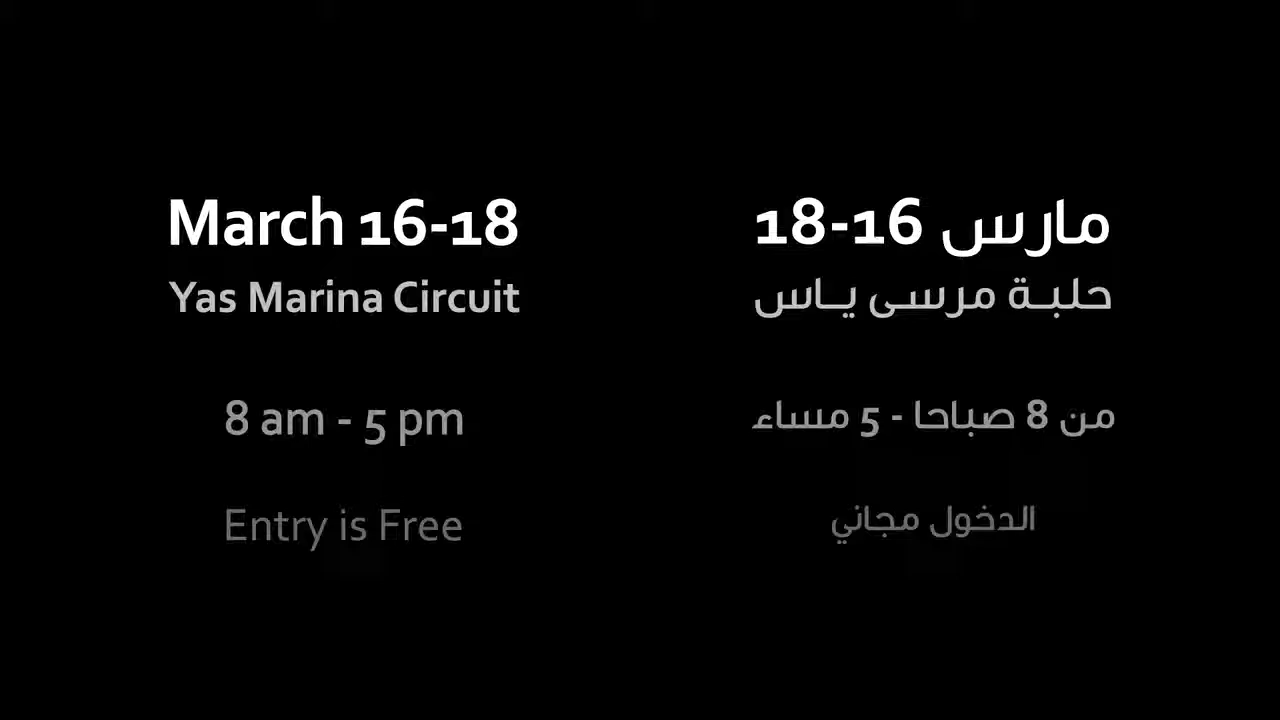 March 16-18
Yas Marina Circuit
8 am - 5 pm
Entry is Free
مارس 16-18
حلبة مرسى ياس
من 8 صباحا - 5 مساء
الدخول مجاني